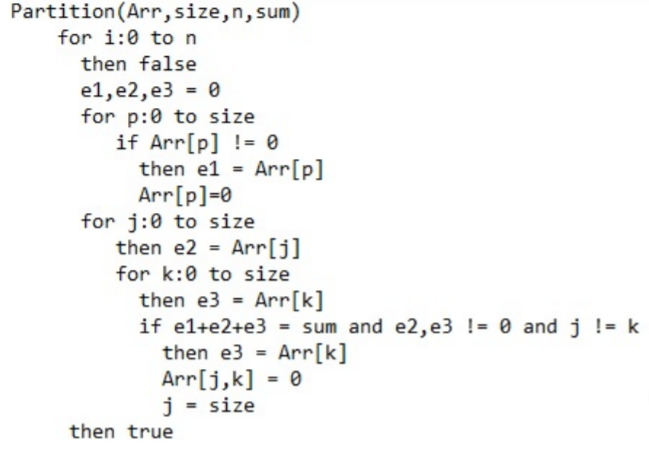 Partition(Arr,size,n,sum)
for i:0 to n
then false
e1,e2,e3 = 0
for p:0 to size
if Arr[p] != 0
then e1 = Arr[p]
Arr[p]=0
for j:0 to size
then e2 = Arr[j]
for k:0 to size
then e3 = Arr[k]
if e1+e2+e3 = sum and e2,e3 != 0 and j != k
then e3 = Arr[k]
Arr[j,k] = 0
j = size
then true